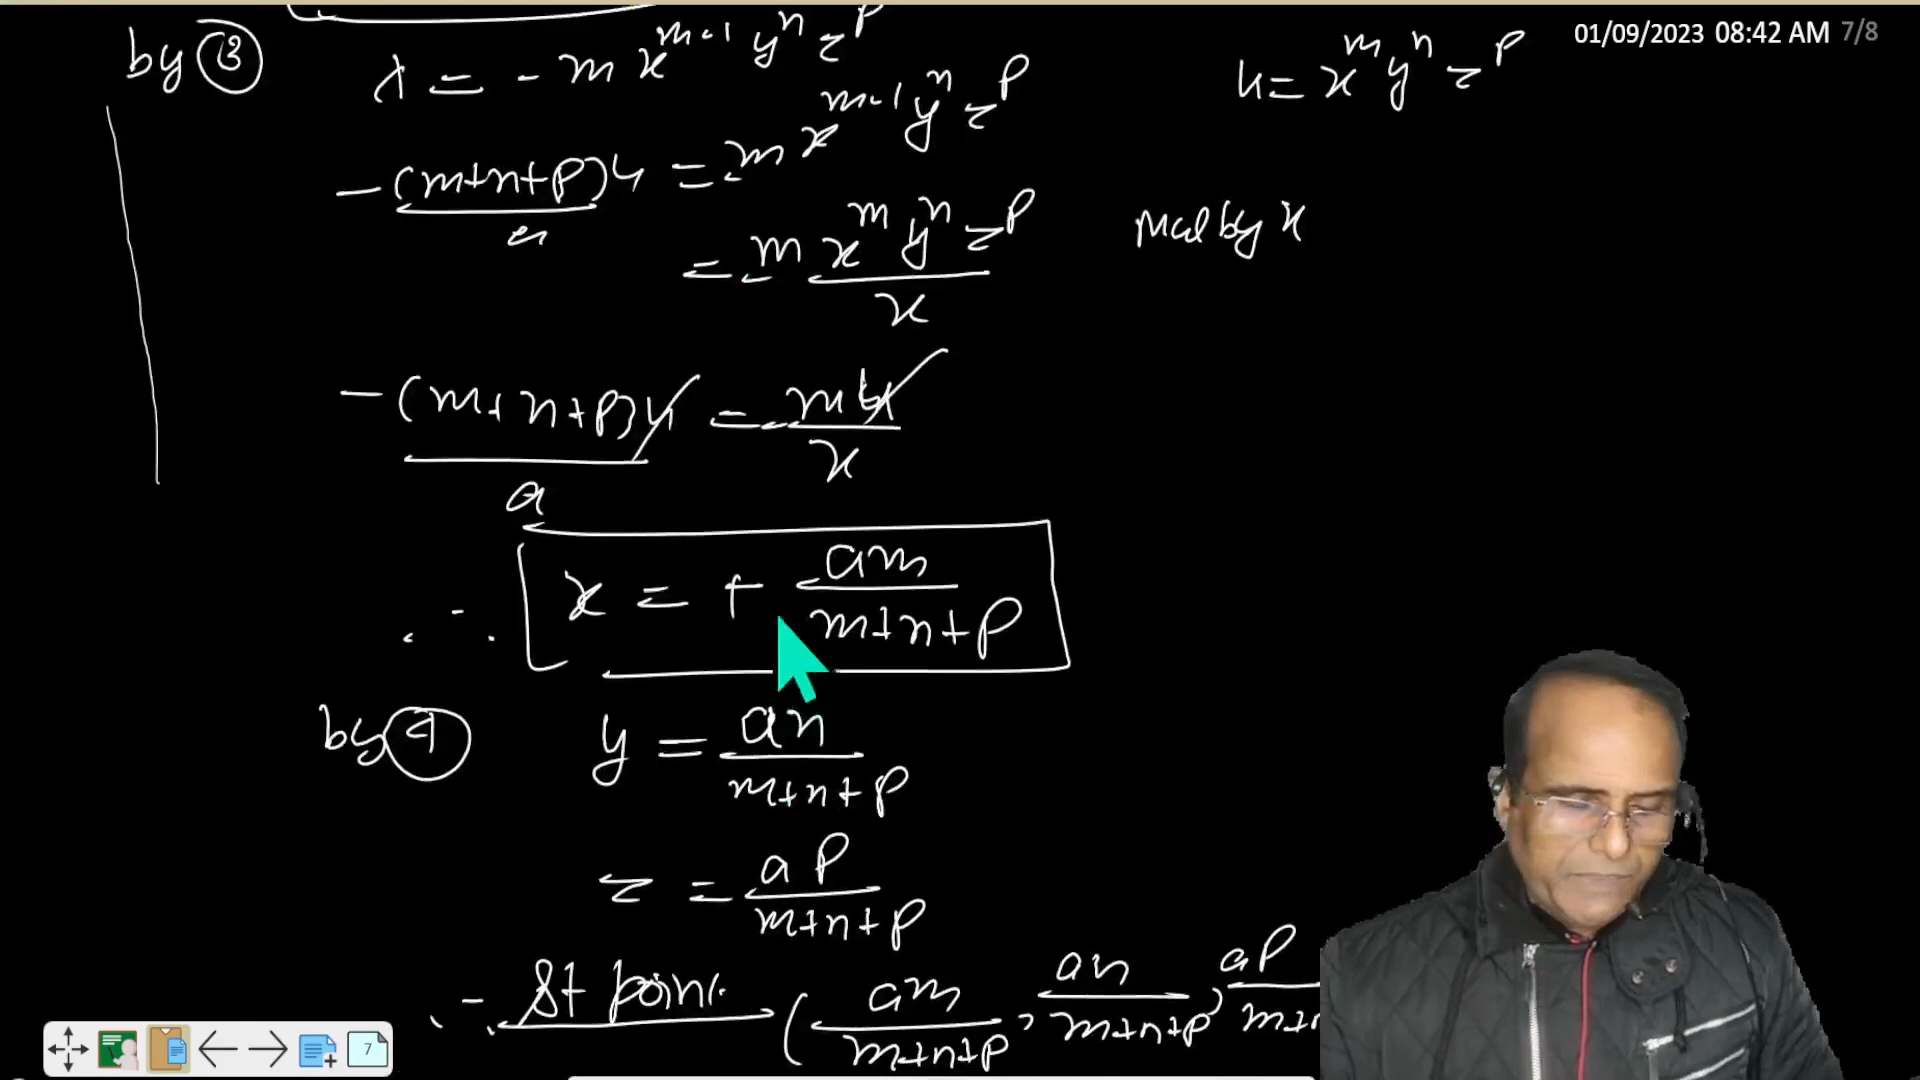 01/09/2023 08:42 AM 7/8
by ③ λ = - m x^{m-1} y^n z^p
u = x^m y^n z^p
- (m+n+p)u / a = - m x^{m-1} y^n z^p
= - m x^m y^n z^p / x mul by x
- (m+n+p)u / a = - mu / x
∴ x = + am / m+n+p
by ④ y = an / m+n+p
z = ap / m+n+p
∴ St point (am / m+n+p, an / m+n+p, ap /
7